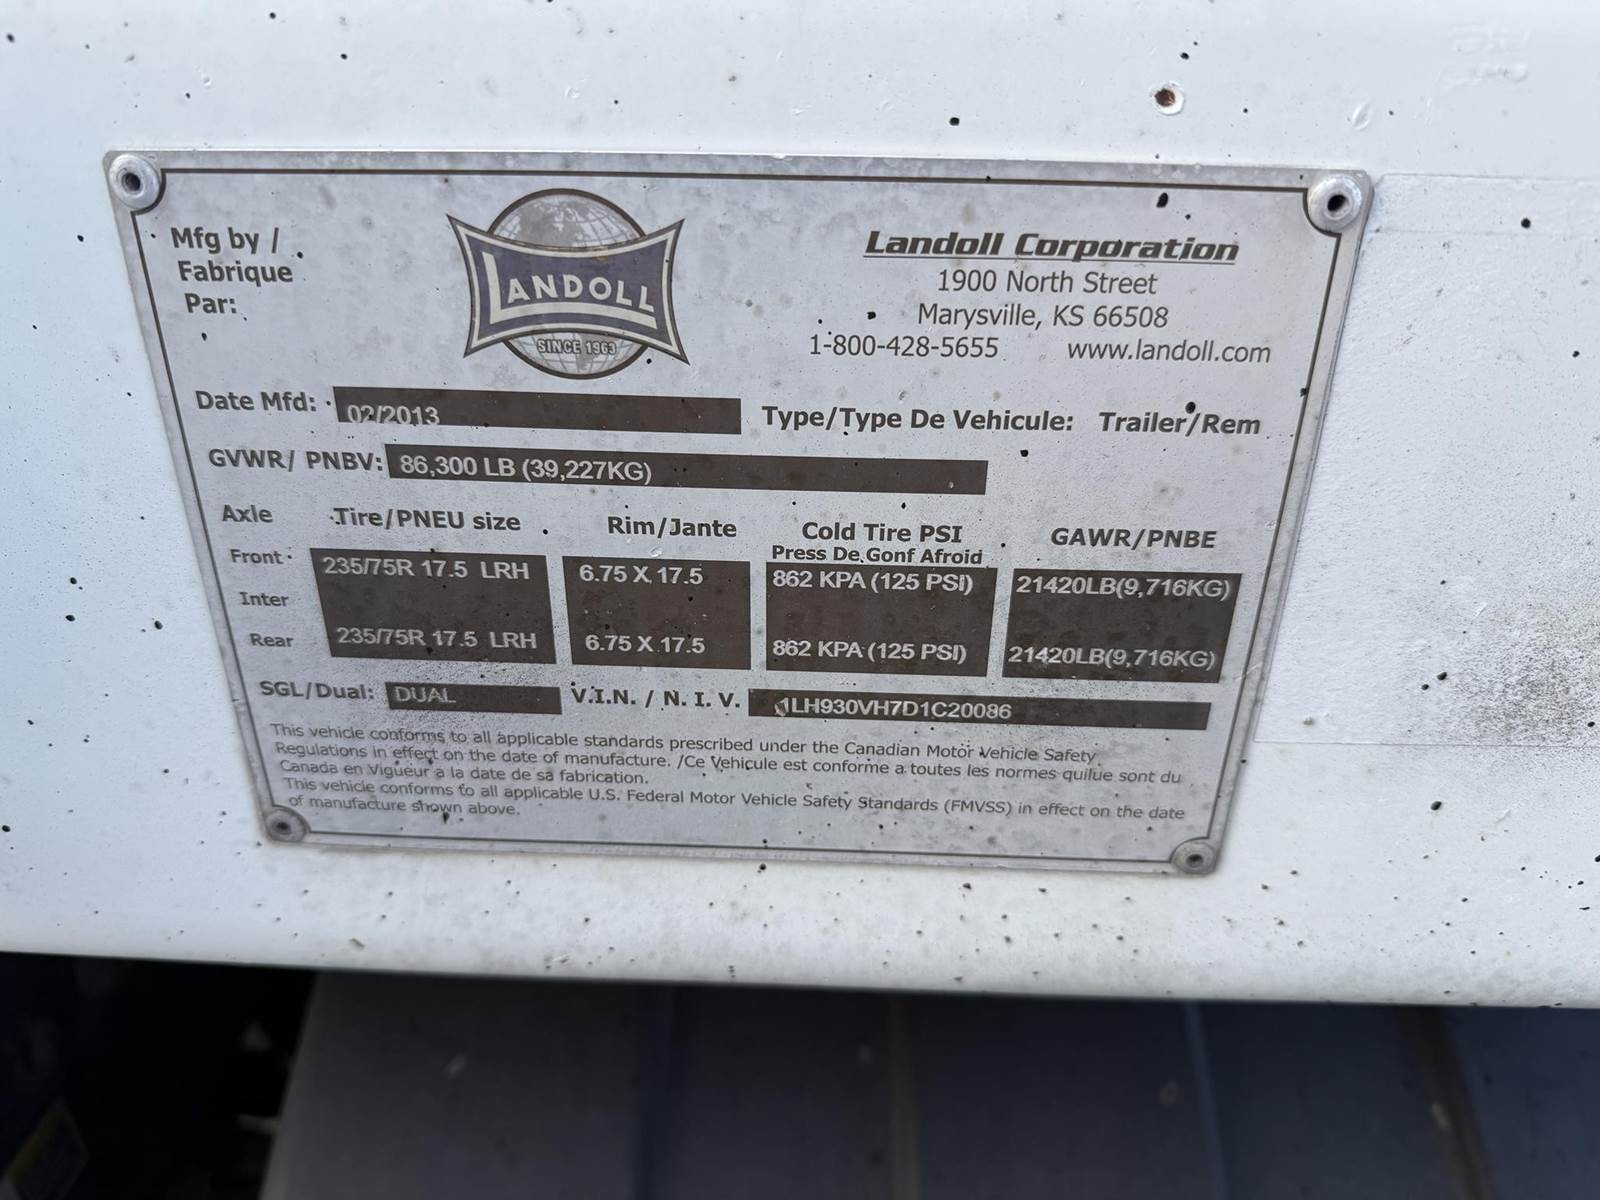 Mfg by /
Fabrique
Par:
LANDOLL
SINCE 1963
Landoll Corporation
1900 North Street
Marysville, KS 66508
1-800-428-5655 www.landoll.com
Date Mfd: 02/2013 Type/Type De Vehicule: Trailer/Rem
GVWR/ PNBV: 86,300 LB (39,227KG)
Axle Tire/PNEU size Rim/Jante Cold Tire PSI GAWR/PNBE
Press De Gonf Afroid
Front 235/75R 17.5 LRH 6.75 X 17.5 862 KPA (125 PSI) 21420LB(9,716KG)
Inter
Rear 235/75R 17.5 LRH 6.75 X 17.5 862 KPA (125 PSI) 21420LB(9,716KG)
SGL/Dual: DUAL V.I.N. / N. I. V. 1LH930VH7D1C20086
This vehicle conforms to all applicable standards prescribed under the Canadian Motor Vehicle Safety
Regulations in effect on the date of manufacture. /Ce Vehicule est conforme a toutes les normes quilue sont du
Canada en Vigueur a la date de sa fabrication.
This vehicle conforms to all applicable U.S. Federal Motor Vehicle Safety Standards (FMVSS) in effect on the date
of manufacture shown above.